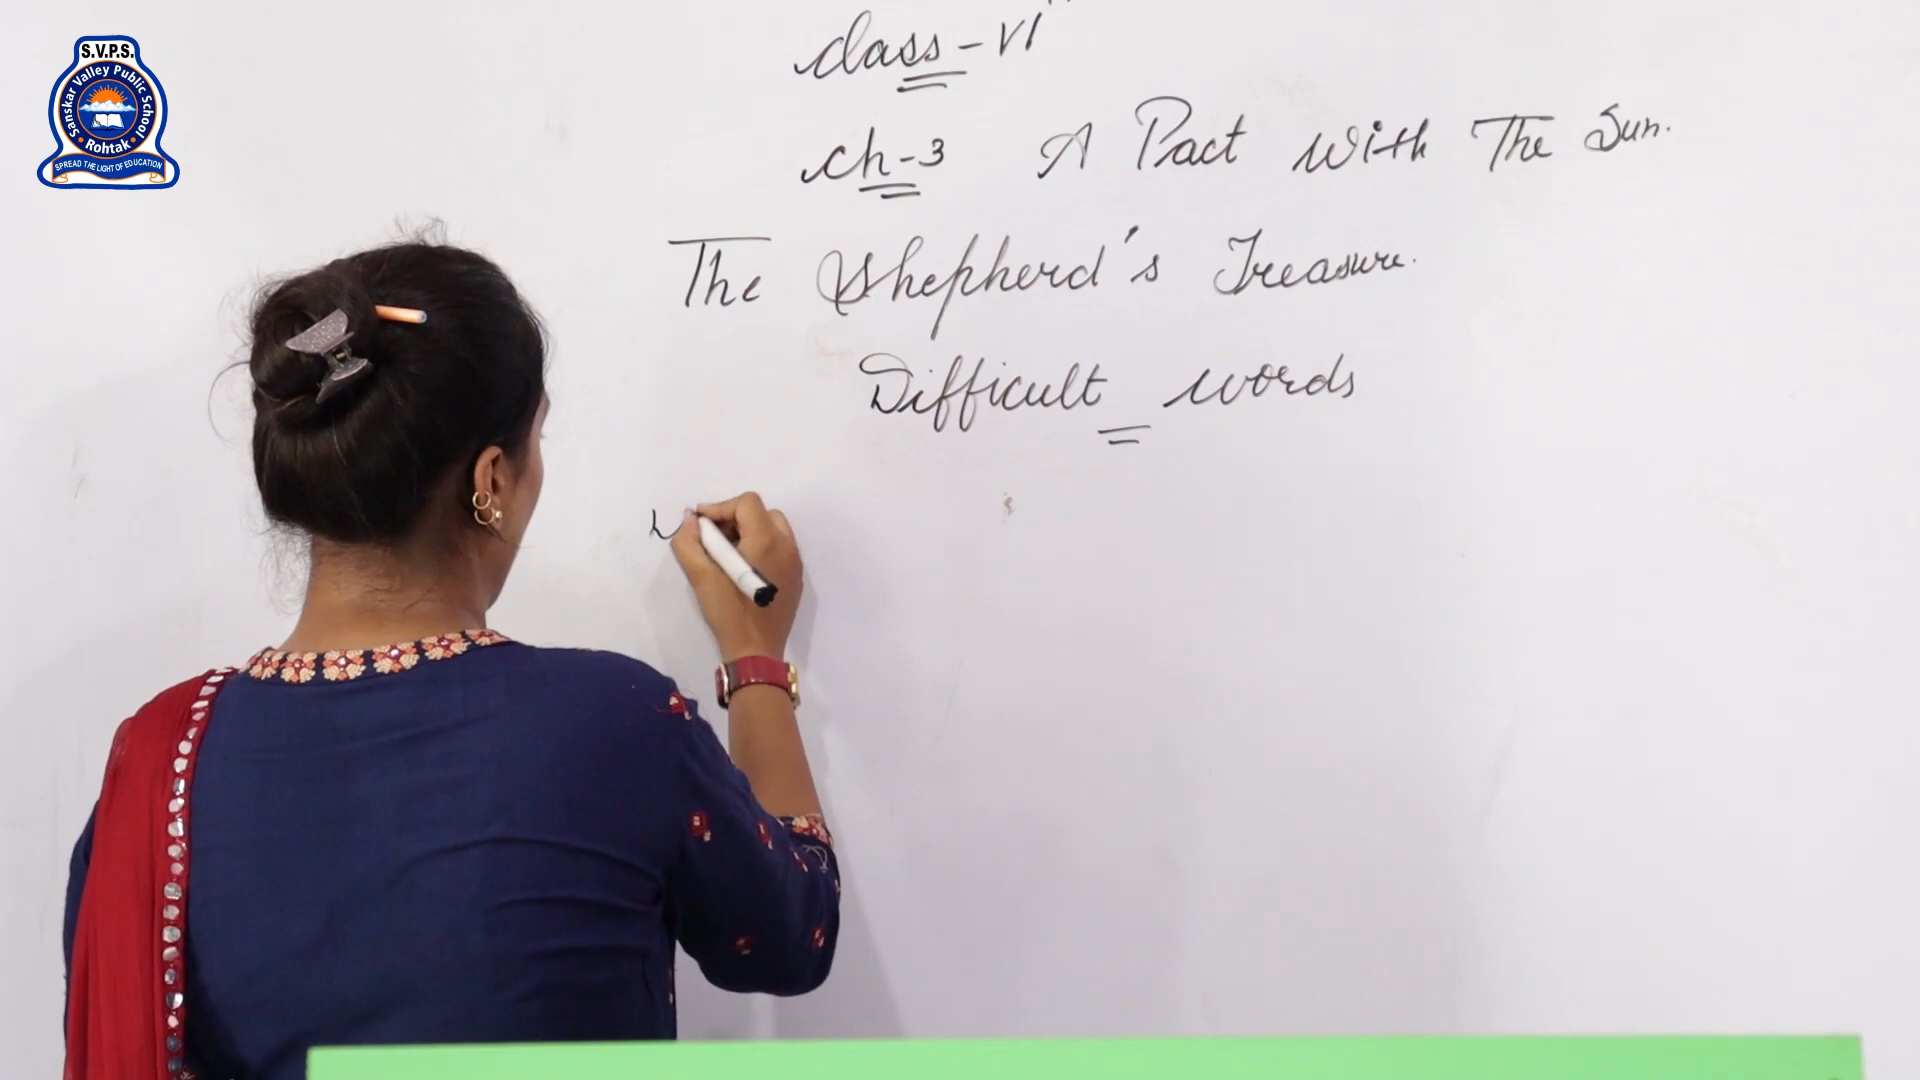 S.V.P.S.
Sanskar Valley Public School
Rohtak
SPREAD THE LIGHT OF EDUCATION
class - VI
ch-3 A Pact With The Sun.
The Shepherd's Treasure.
Difficult words